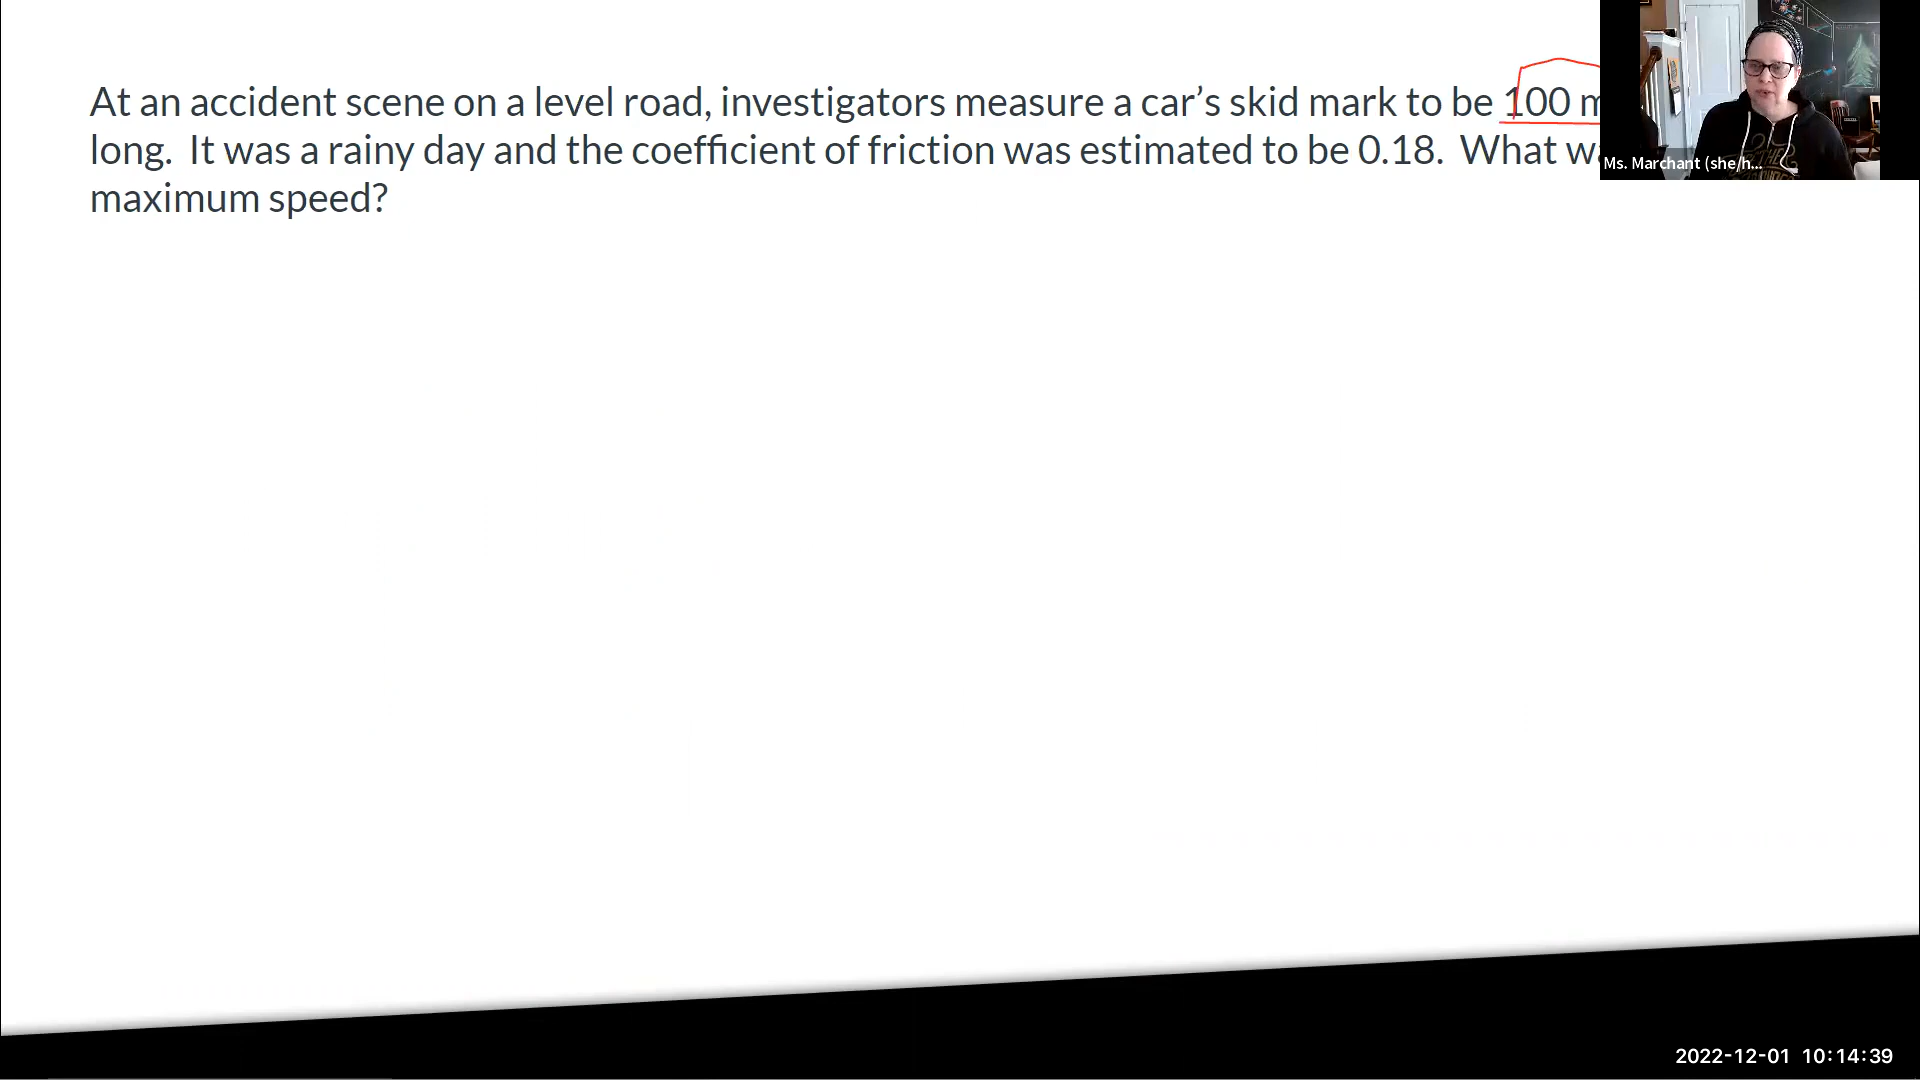 At an accident scene on a level road, investigators measure a car’s skid mark to be 100 m
long.  It was a rainy day and the coefficient of friction was estimated to be 0.18.  What
maximum speed?
Ms. Marchant (she/h...
2022-12-01 10:14:39